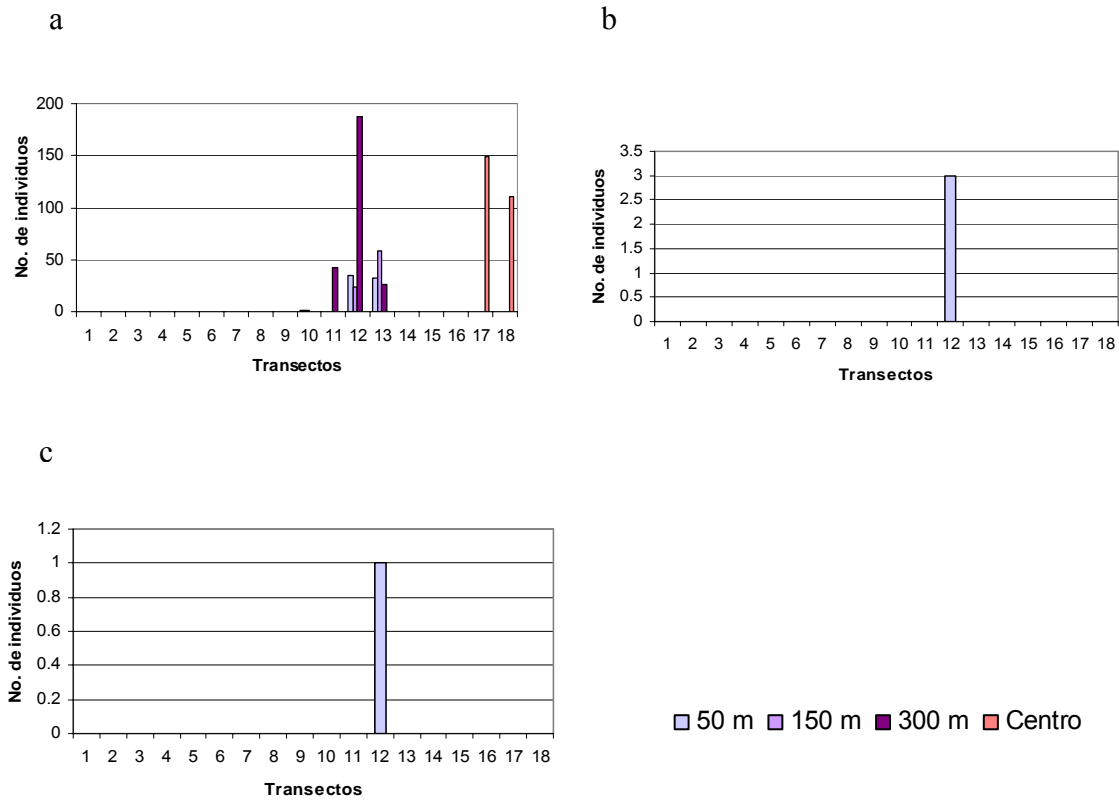 a
200
150
100
50
0
No. de individuos
1 2 3 4 5 6 7 8 9 10 11 12 13 14 15 16 17 18
Transectos
b
3.5
3
2.5
2
1.5
1
0.5
0
No. de individuos
1 2 3 4 5 6 7 8 9 10 11 12 13 14 15 16 17 18
Transectos
c
1.2
1
0.8
0.6
0.4
0.2
0
No. de individuos
1 2 3 4 5 6 7 8 9 10 11 12 13 14 15 16 17 18
Transectos
50 m 150 m 300 m Centro